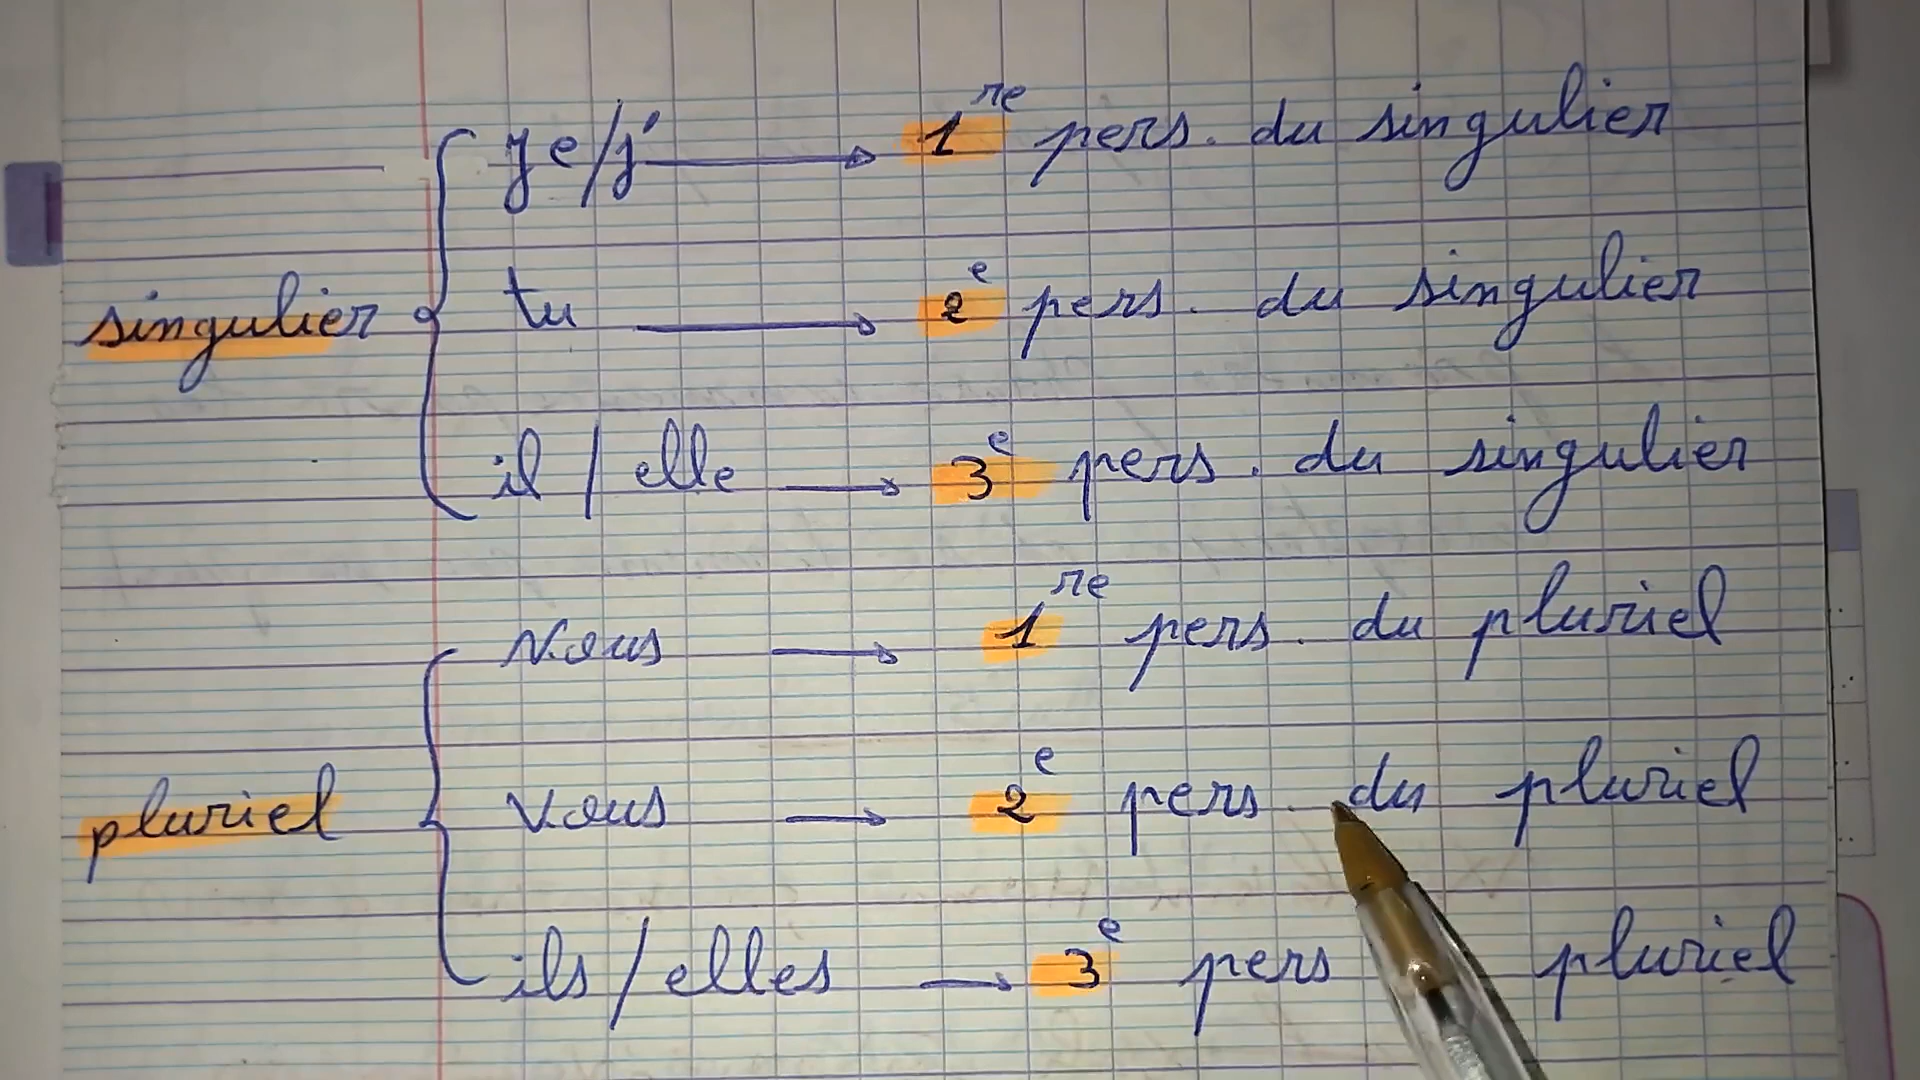 je/j' → 1re pers. du singulier
singulier
tu → 2e pers. du singulier
il / elle → 3e pers. du singulier
Nous → 1re pers. du pluriel
pluriel
Vous → 2e pers. du pluriel
ils / elles → 3e pers pluriel